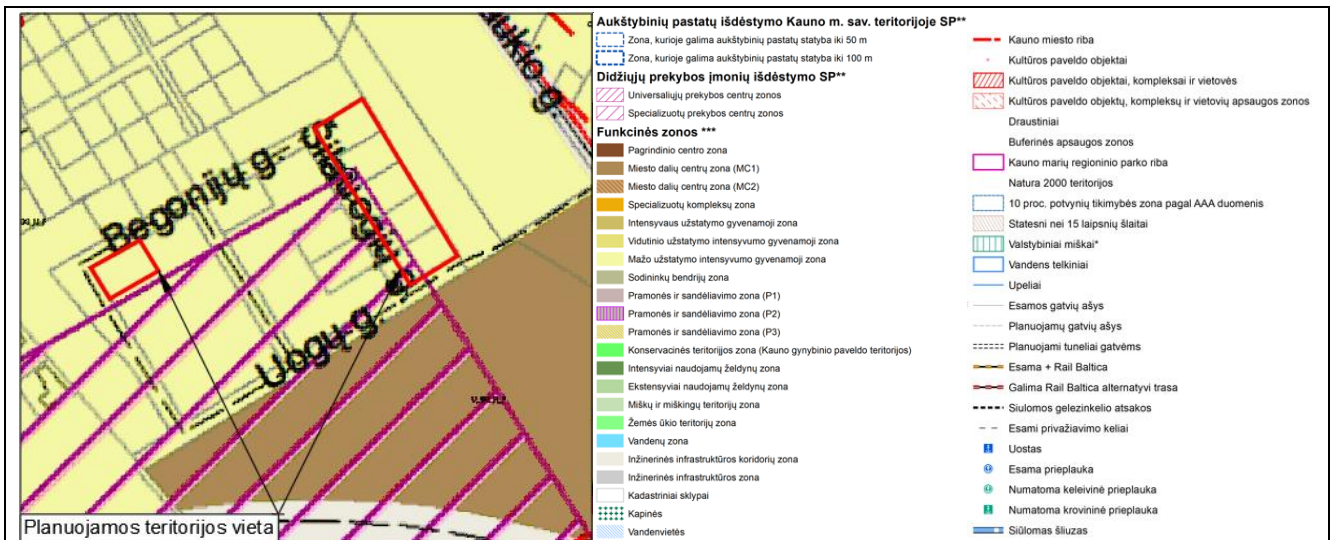 Begonijų g.
Uogų g.
Planuojamos teritorijos vieta
Aukštybinių pastatų išdėstymo Kauno m. sav. teritorijoje SP**
Zona, kurioje galima aukštybinių pastatų statyba iki 50 m
Zona, kurioje galima aukštybinių pastatų statyba iki 100 m
Didžiųjų prekybos įmonių išdėstymo SP**
Universaliųjų prekybos centrų zonos
Specializuotų prekybos centrų zonos
Funkcinės zonos ***
Pagrindinio centro zona
Miesto dalių centrų zona (MC1)
Miesto dalių centrų zona (MC2)
Specializuotų kompleksų zona
Intensyvaus užstatymo gyvenamoji zona
Vidutinio užstatymo intensyvumo gyvenamoji zona
Mažo užstatymo intensyvumo gyvenamoji zona
Sodininkų bendrijų zona
Pramonės ir sandėliavimo zona (P1)
Pramonės ir sandėliavimo zona (P2)
Pramonės ir sandėliavimo zona (P3)
Konservacinės teritorijos zona (Kauno gynybinio paveldo teritorijos)
Intensyviai naudojamų želdynų zona
Ekstensyviai naudojamų želdynų zona
Miškų ir miškingų teritorijų zona
Žemės ūkio teritorijų zona
Vandenų zona
Inžinerinės infrastruktūros koridorių zona
Inžinerinės infrastruktūros zona
Kadastriniai sklypai
Kapinės
Vandenvietės
Kauno miesto riba
Kultūros paveldo objektai
Kultūros paveldo objektai, kompleksai ir vietovės
Kultūros paveldo objektų, kompleksų ir vietovių apsaugos zonos
Draustiniai
Buferinės apsaugos zonos
Kauno marių regioninio parko riba
Natura 2000 teritorijos
10 proc. potvynių tikimybės zona pagal AAA duomenis
Statesni nei 15 laipsnių šlaitai
Valstybiniai miškai*
Vandens telkiniai
Upeliai
Esamos gatvių ašys
Planuojamų gatvių ašys
Planuojami tuneliai gatvėms
Esama + Rail Baltica
Galima Rail Baltica alternatyvi trasa
Siulomos gelezinkelio atsakos
Esami privažiavimo keliai
Uostas
Esama prieplauka
Numatoma keleivinė prieplauka
Numatoma krovininė prieplauka
Siūlomas šliuzas